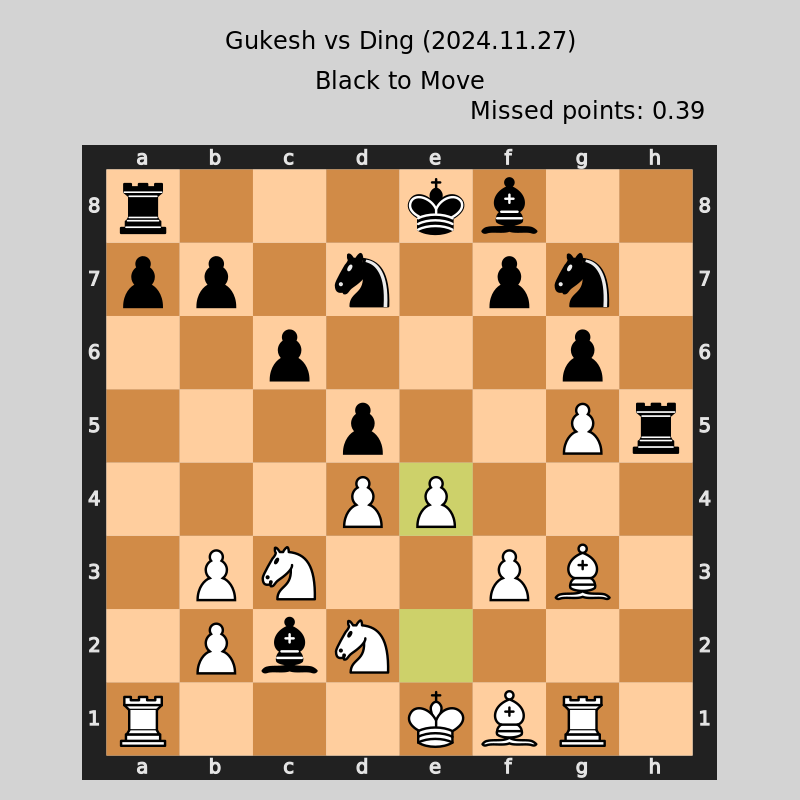 Gukesh vs Ding (2024.11.27)
Black to Move
Missed points: 0.39
a b c d e f g h
8 8
7 7
6 6
5 5
4 4
3 3
2 2
1 1
a b c d e f g h